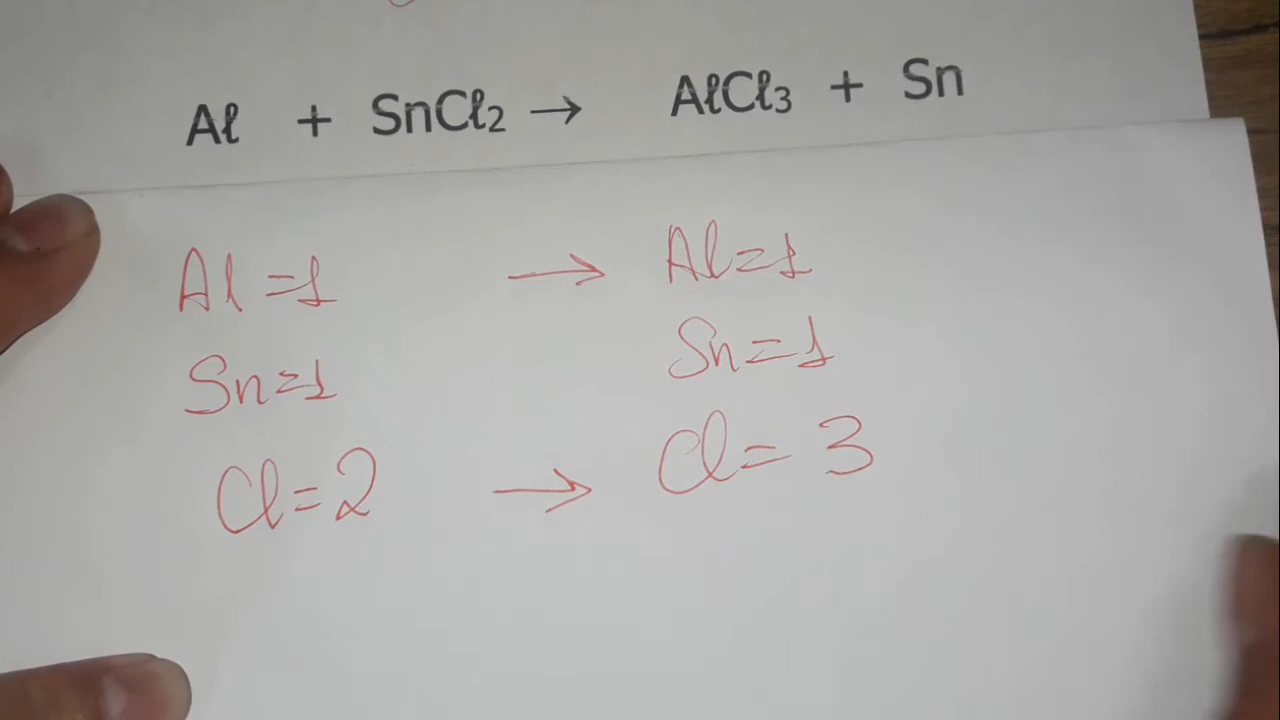 Al + SnCl₂ → AlCl₃ + Sn
Al = 1 → Al = 1
Sn = 1 Sn = 1
Cl = 2 → Cl = 3